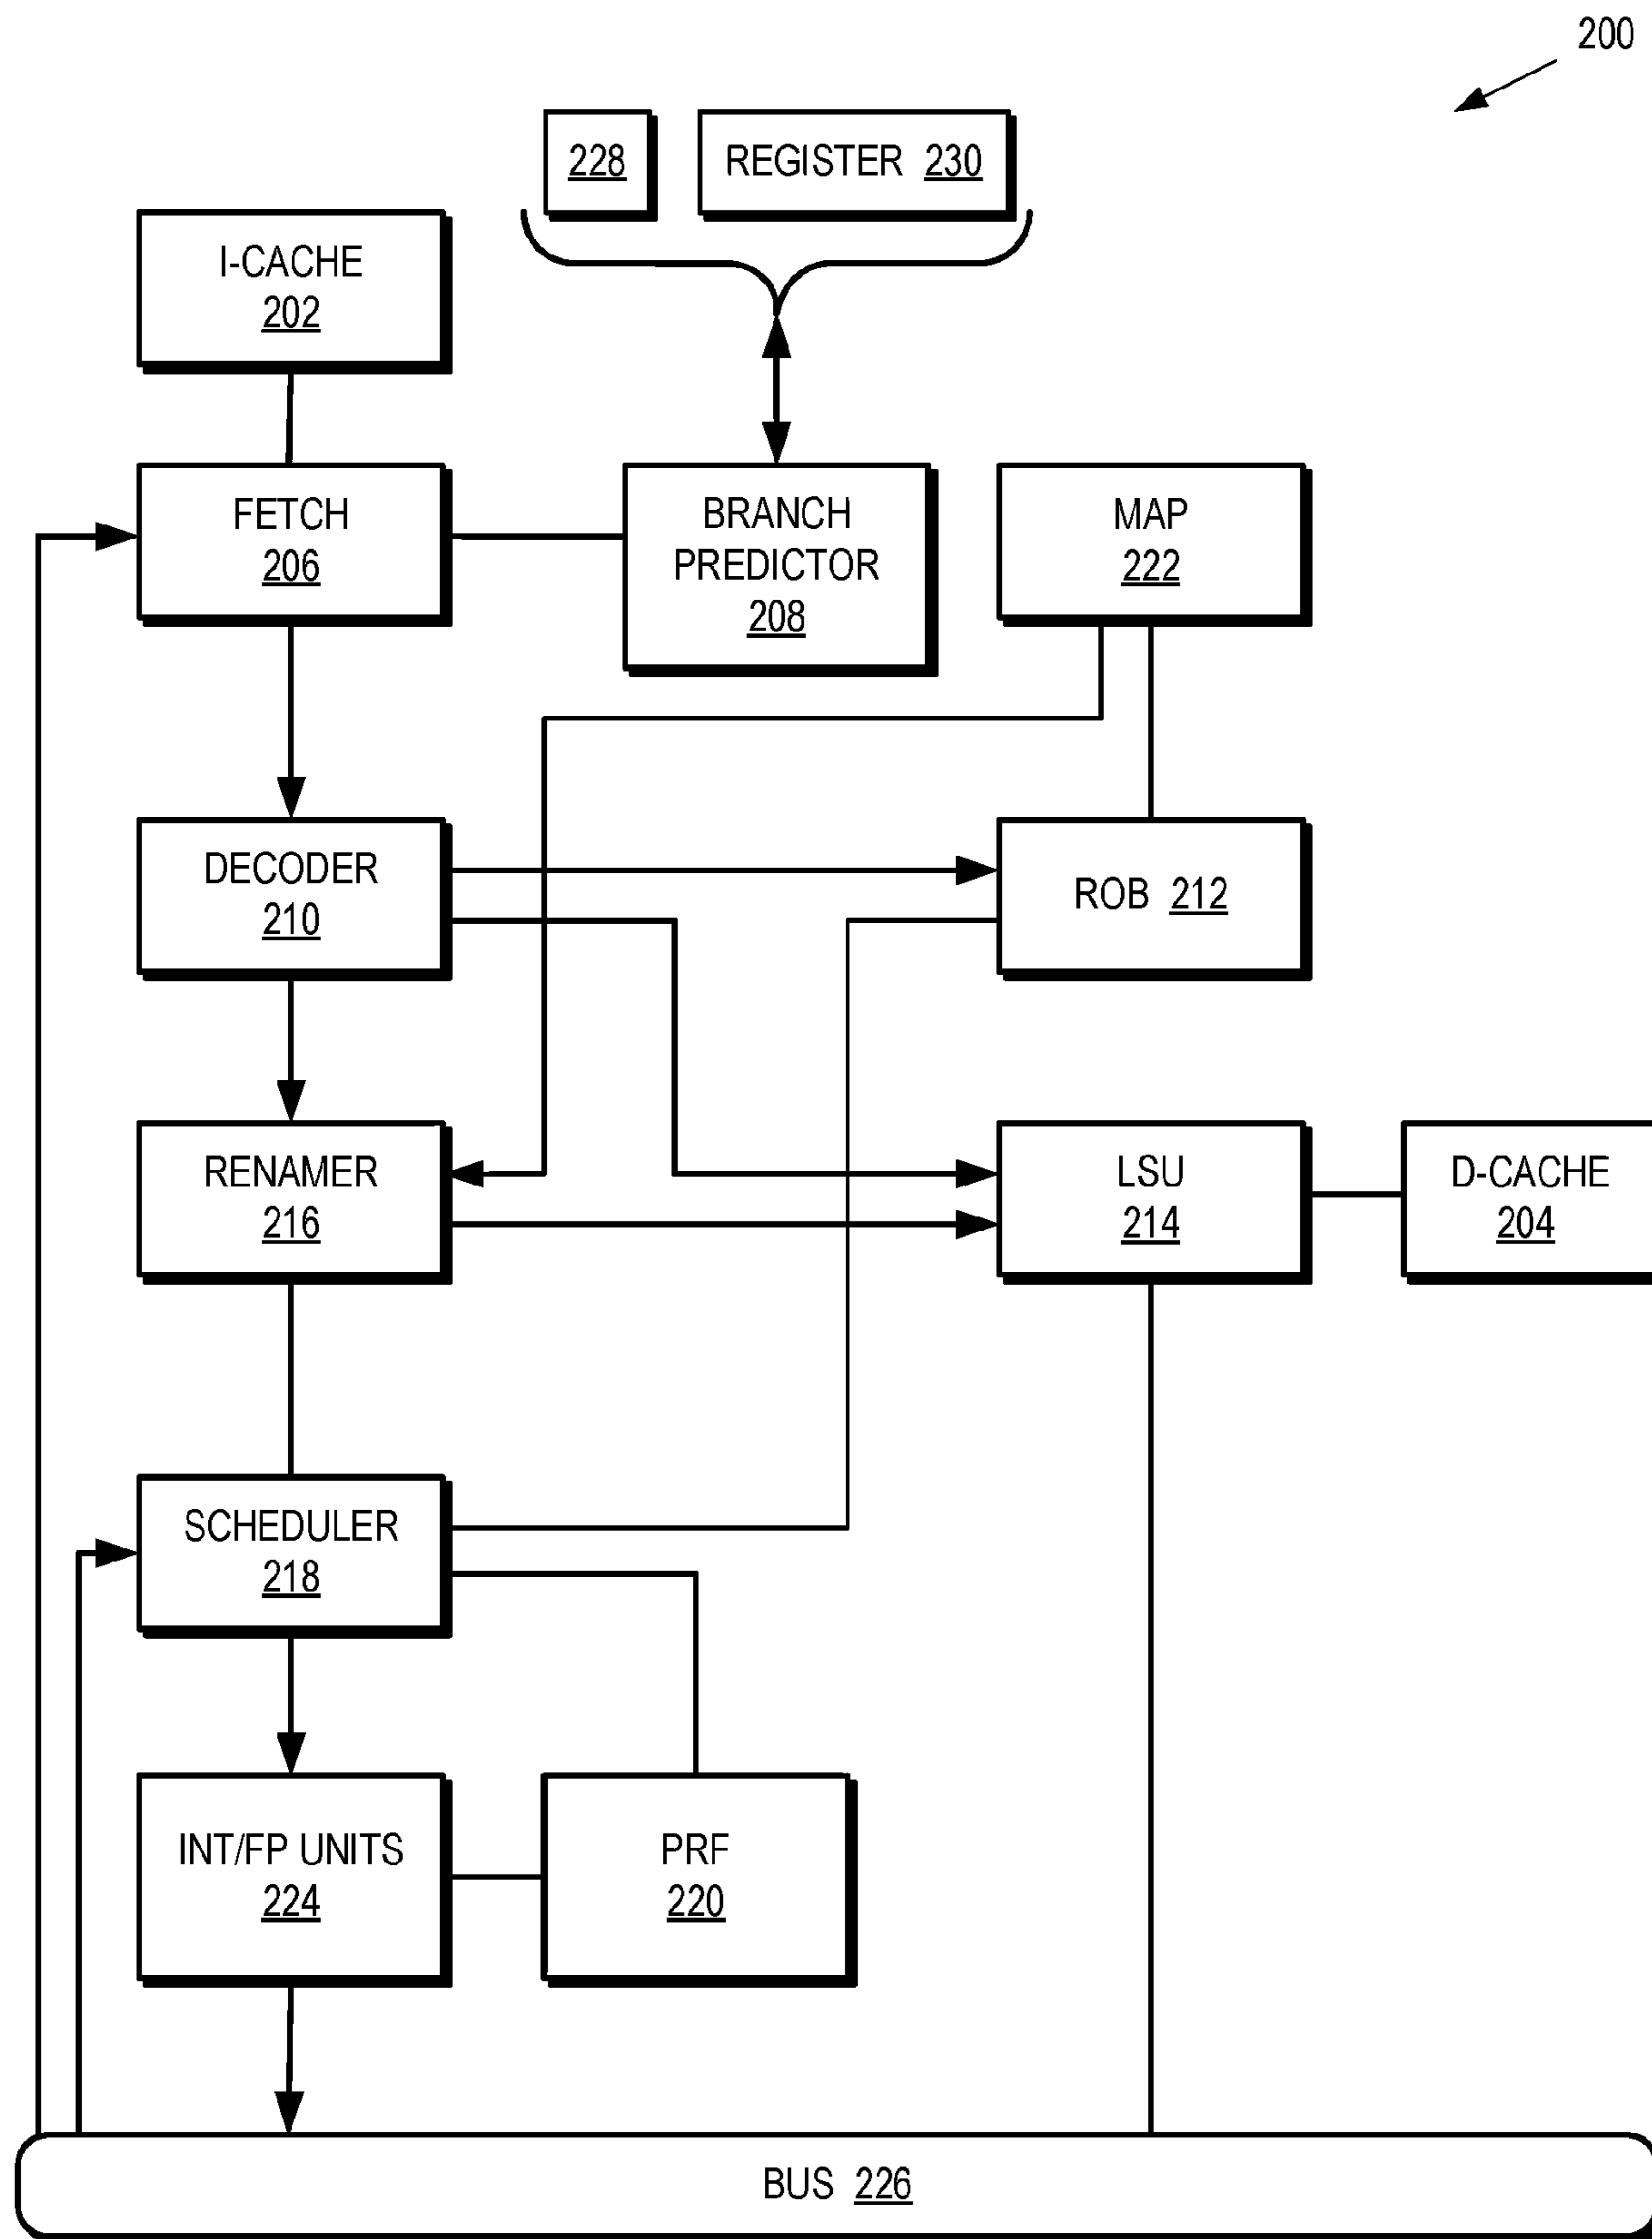 200
228
REGISTER 230
I-CACHE
202
FETCH
206
BRANCH
PREDICTOR
208
MAP
222
DECODER
210
ROB 212
RENAMER
216
LSU
214
D-CACHE
204
SCHEDULER
218
INT/FP UNITS
224
PRF
220
BUS 226